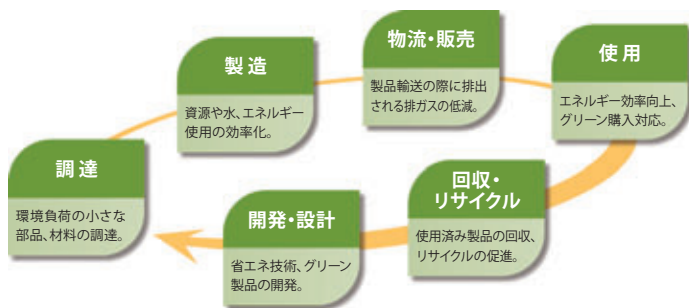 調達
環境負荷の小さな
部品、材料の調達。
製造
資源や水、エネルギー
使用の効率化。
物流・販売
製品輸送の際に排出
される排ガスの低減。
使用
エネルギー効率向上、
グリーン購入対応。
回収・
リサイクル
使用済み製品の回収、
リサイクルの促進。
開発・設計
省エネ技術、グリーン
製品の開発。